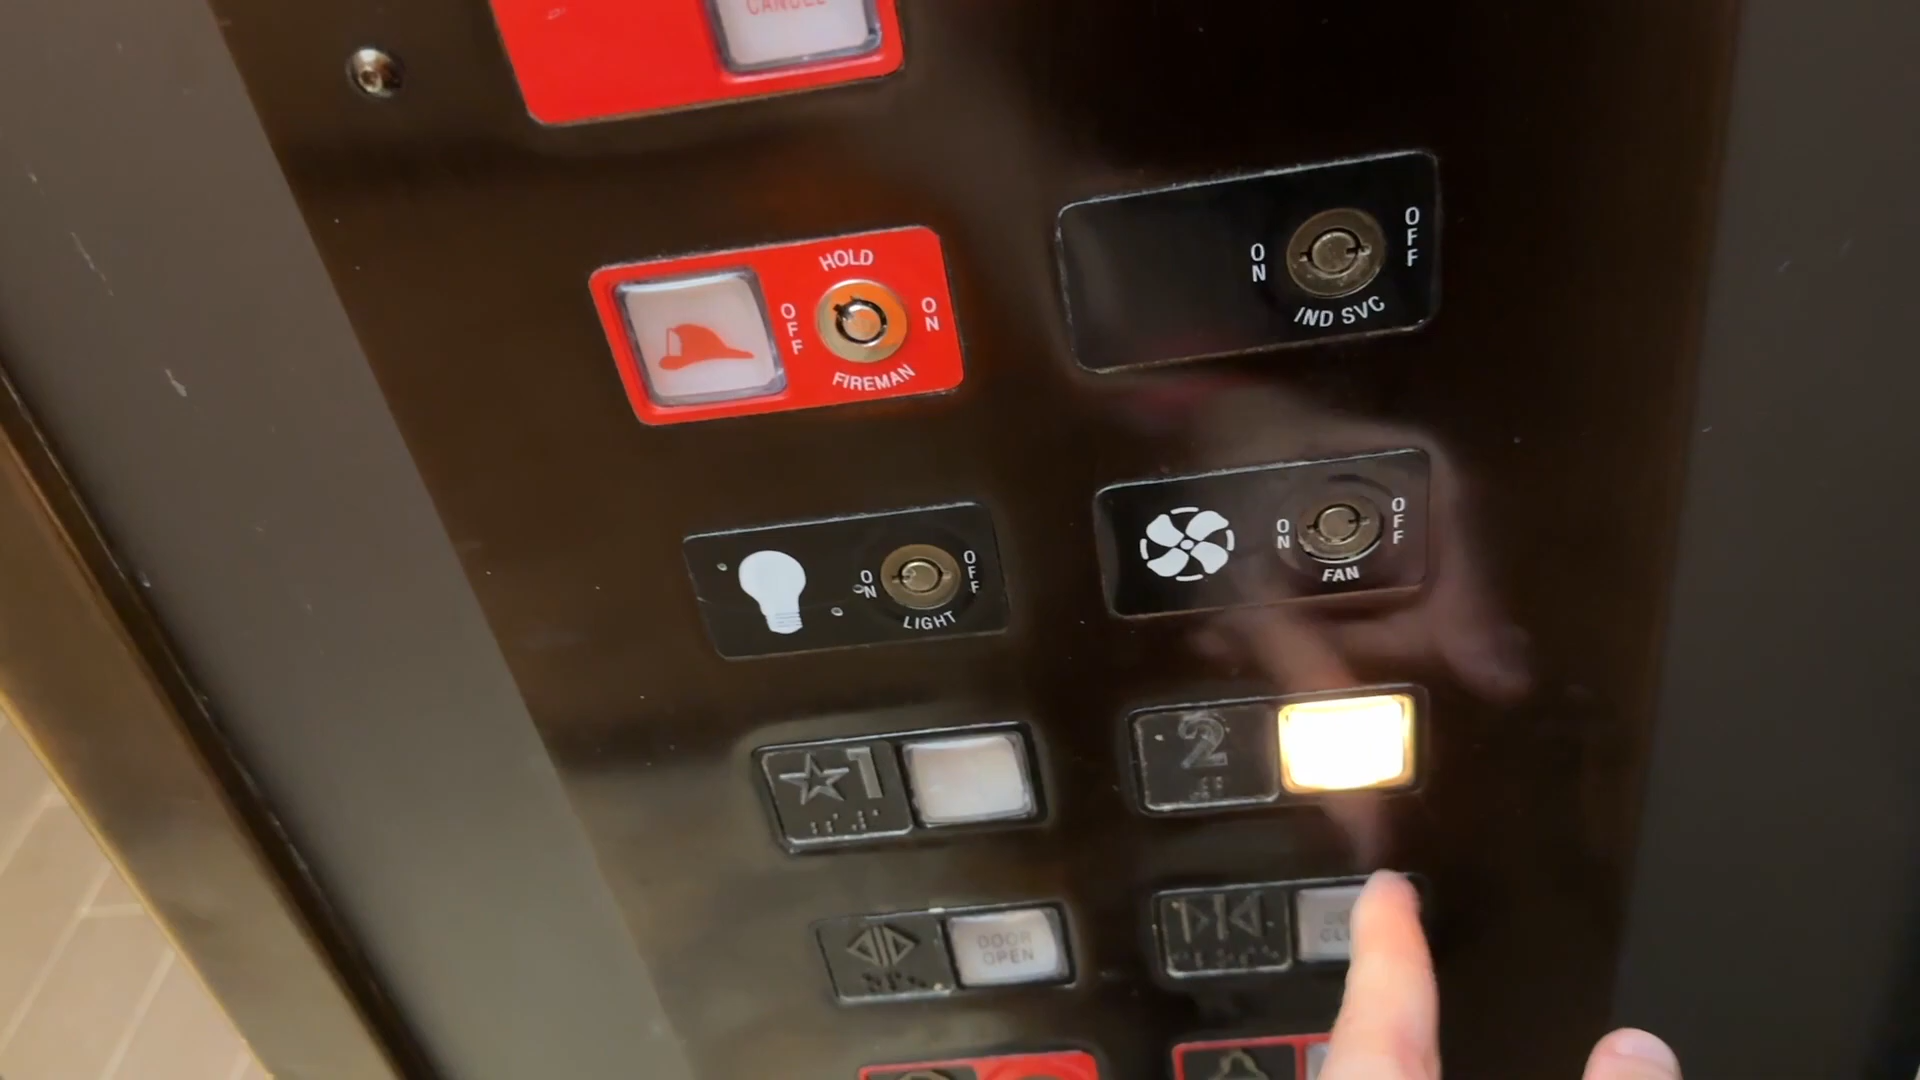 CANCEL
HOLD
OFF
ON
FIREMAN
ON
OFF
IND SVC
ON
OFF
LIGHT
ON
OFF
FAN
1
2
DOOR
OPEN